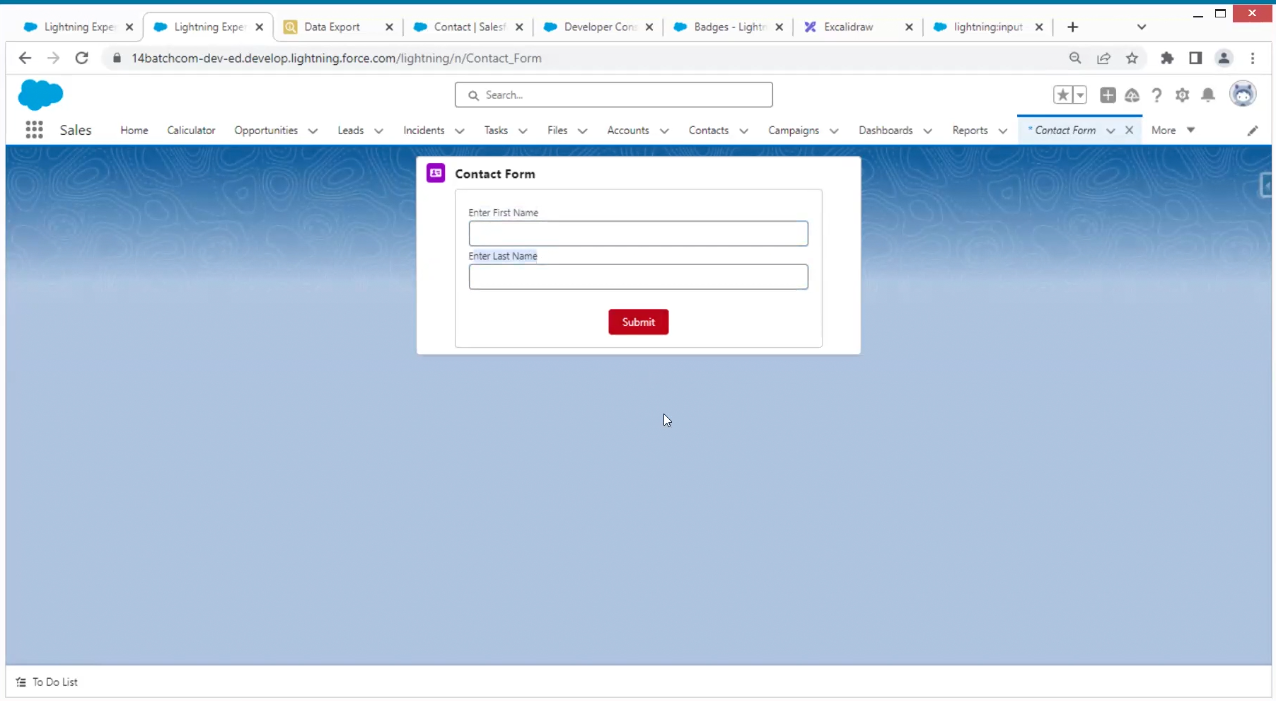 Lightning Expe Lightning Expe Data Export Contact | Salesf Developer Con Badges - Lightn Excalidraw lightning:input
14batchcom-dev-ed.develop.lightning.force.com/lightning/n/Contact_Form
Search...
Sales Home Calculator Opportunities Leads Incidents Tasks Files Accounts Contacts Campaigns Dashboards Reports * Contact Form More
Contact Form
Enter First Name
Enter Last Name
Submit
To Do List